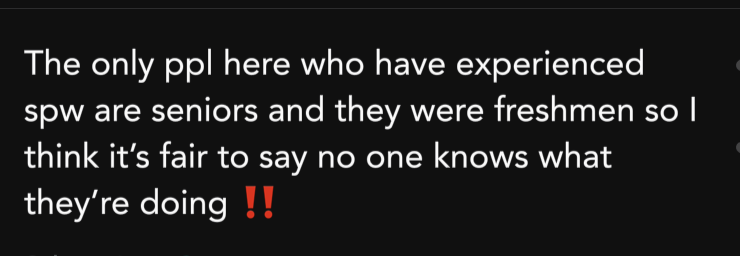 The only ppl here who have experienced
spw are seniors and they were freshmen so I
think it’s fair to say no one knows what
they’re doing ‼️